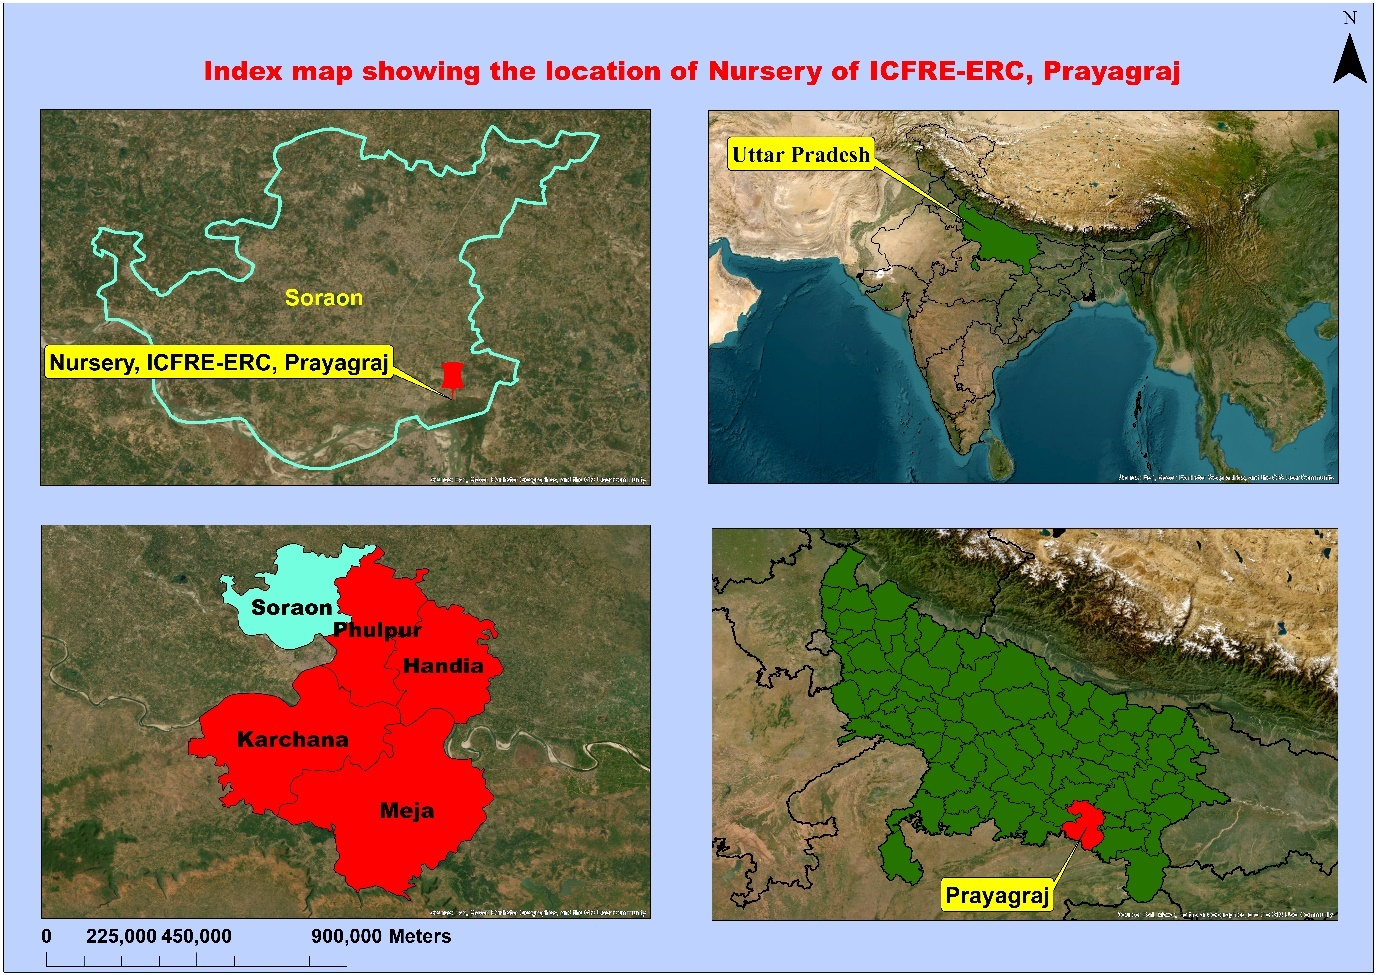 N
Index map showing the location of Nursery of ICFRE-ERC, Prayagraj
Soraon
Nursery, ICFRE-ERC, Prayagraj
Uttar Pradesh
Soraon
Phulpur
Handia
Karchana
Meja
Prayagraj
0 225,000 450,000 900,000 Meters